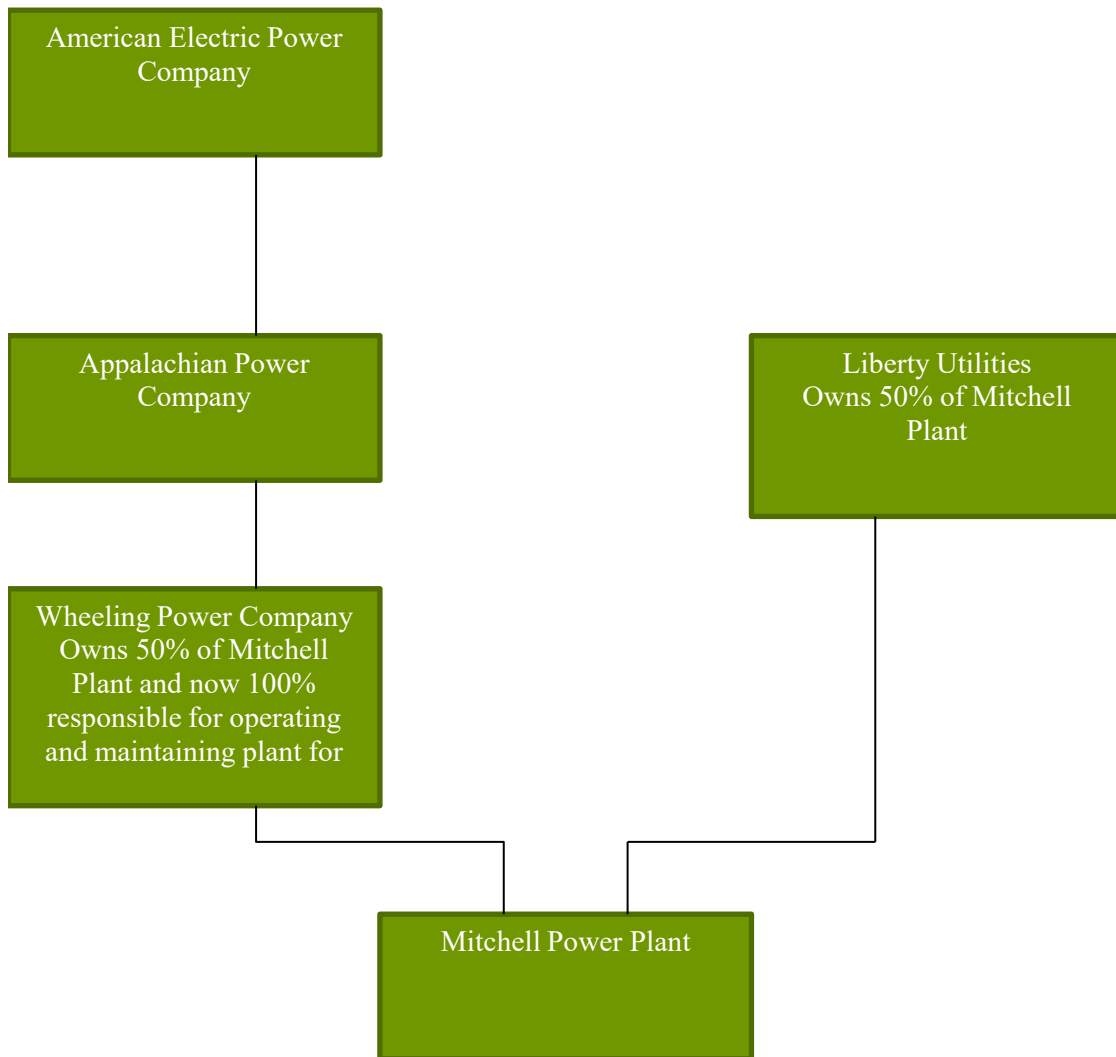 American Electric Power
Company
Appalachian Power
Company
Liberty Utilities
Owns 50% of Mitchell
Plant
Wheeling Power Company
Owns 50% of Mitchell
Plant and now 100%
responsible for operating
and maintaining plant for
Mitchell Power Plant